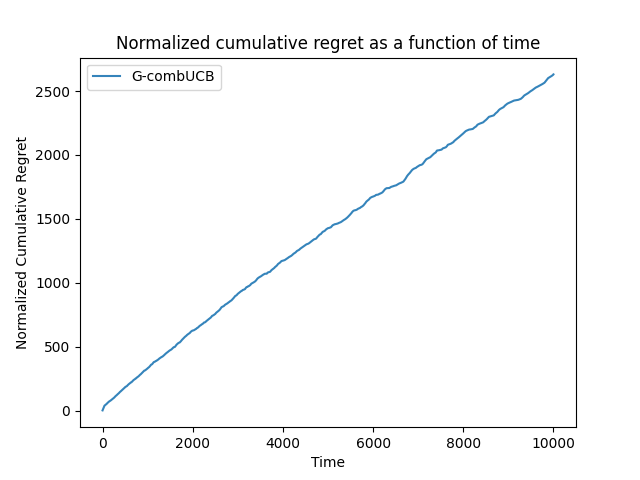 Normalized cumulative regret as a function of time
G-combUCB
Normalized Cumulative Regret
2500
2000
1500
1000
500
0
0 2000 4000 6000 8000 10000
Time